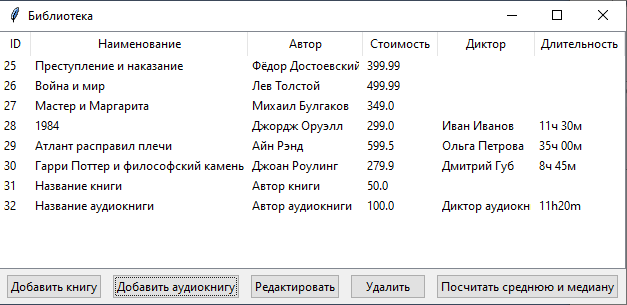 Библиотека
ID Наименование Автор Стоимость Диктор Длительность
25 Преступление и наказание Фёдор Достоевский 399.99
26 Война и мир Лев Толстой 499.99
27 Мастер и Маргарита Михаил Булгаков 349.0
28 1984 Джордж Оруэлл 299.0 Иван Иванов 11ч 30м
29 Атлант расправил плечи Айн Рэнд 599.5 Ольга Петрова 35ч 00м
30 Гарри Поттер и философский камень Джоан Роулинг 279.9 Дмитрий Губ 8ч 45м
31 Название книги Автор книги 50.0
32 Название аудиокниги Автор аудиокниги 100.0 Диктор аудиокн 11h20m
Добавить книгу Добавить аудиокнигу Редактировать Удалить Посчитать среднюю и медиану